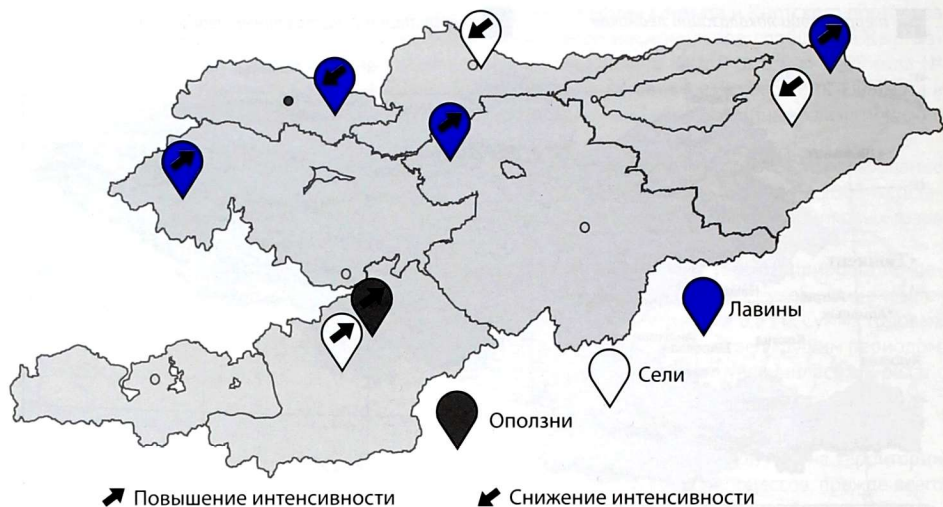 Лавины
Сели
Оползни
Повышение интенсивности
Снижение интенсивности